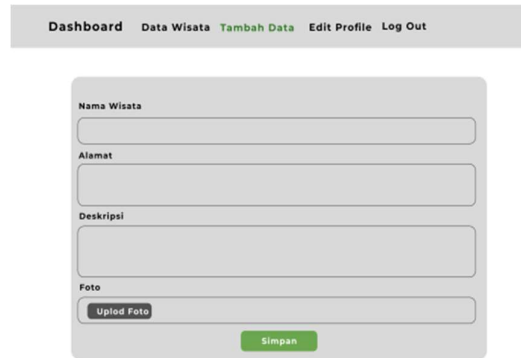 Dashboard Data Wisata Tambah Data Edit Profile Log Out
Nama Wisata
Alamat
Deskripsi
Foto
Uplod Foto
Simpan